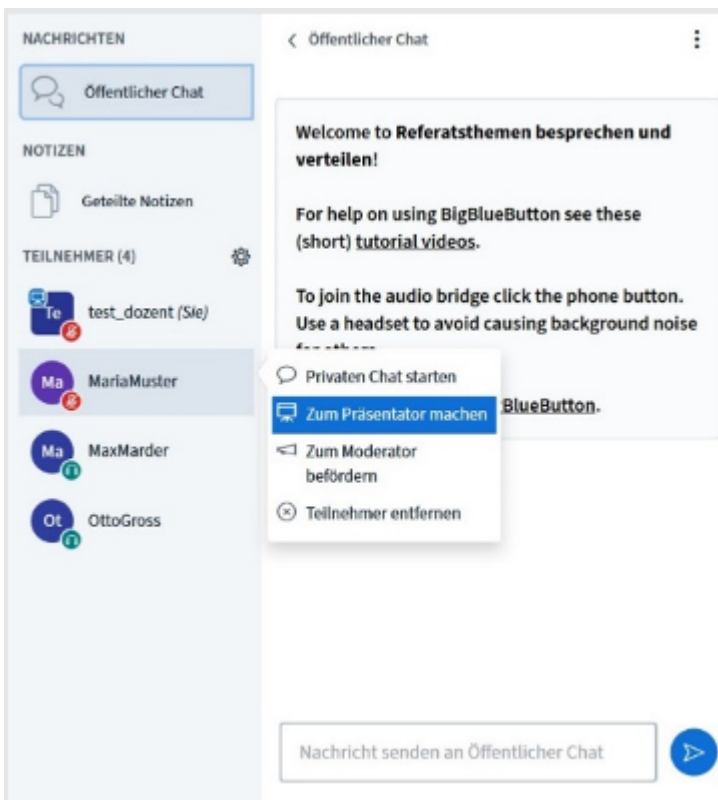 NACHRICHTEN
Öffentlicher Chat
NOTIZEN
Geteilte Notizen
TEILNEHMER (4)
Te
test_dozent (Sie)
Ma
MariaMuster
Ma
MaxMarder
Ot
OttoGross
Öffentlicher Chat
Welcome to Referatsthemen besprechen und
verteilen!
For help on using BigBlueButton see these
(short) tutorial videos.
To join the audio bridge click the phone button.
Use a headset to avoid causing background noise
Privaten Chat starten
Zum Präsentator machen
BlueButton.
Zum Moderator
befördern
Teilnehmer entfernen
Nachricht senden an Öffentlicher Chat